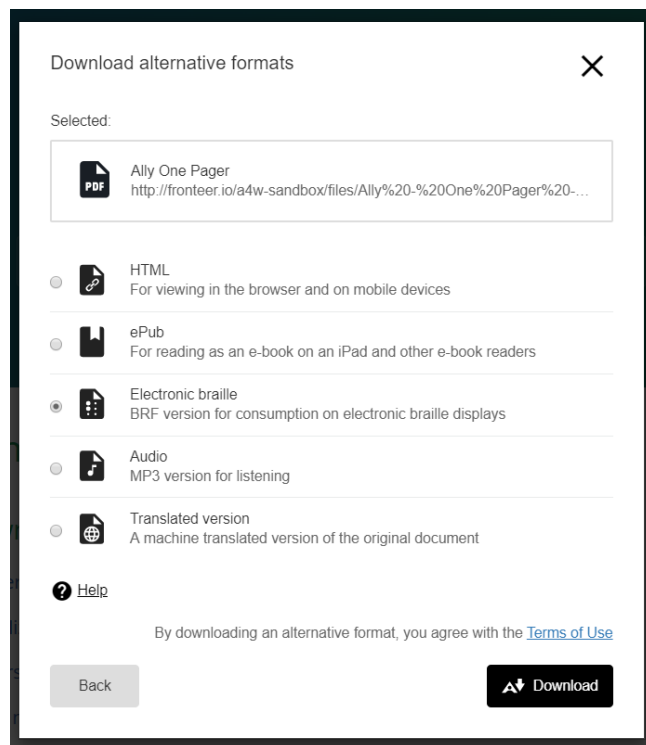 Download alternative formats
Selected:
PDF
Ally One Pager
http://fronteer.io/a4w-sandbox/files/Ally%20-%20One%20Pager%20-...
HTML
For viewing in the browser and on mobile devices
ePub
For reading as an e-book on an iPad and other e-book readers
Electronic braille
BRF version for consumption on electronic braille displays
Audio
MP3 version for listening
Translated version
A machine translated version of the original document
? Help
By downloading an alternative format, you agree with the Terms of Use
Back
Download